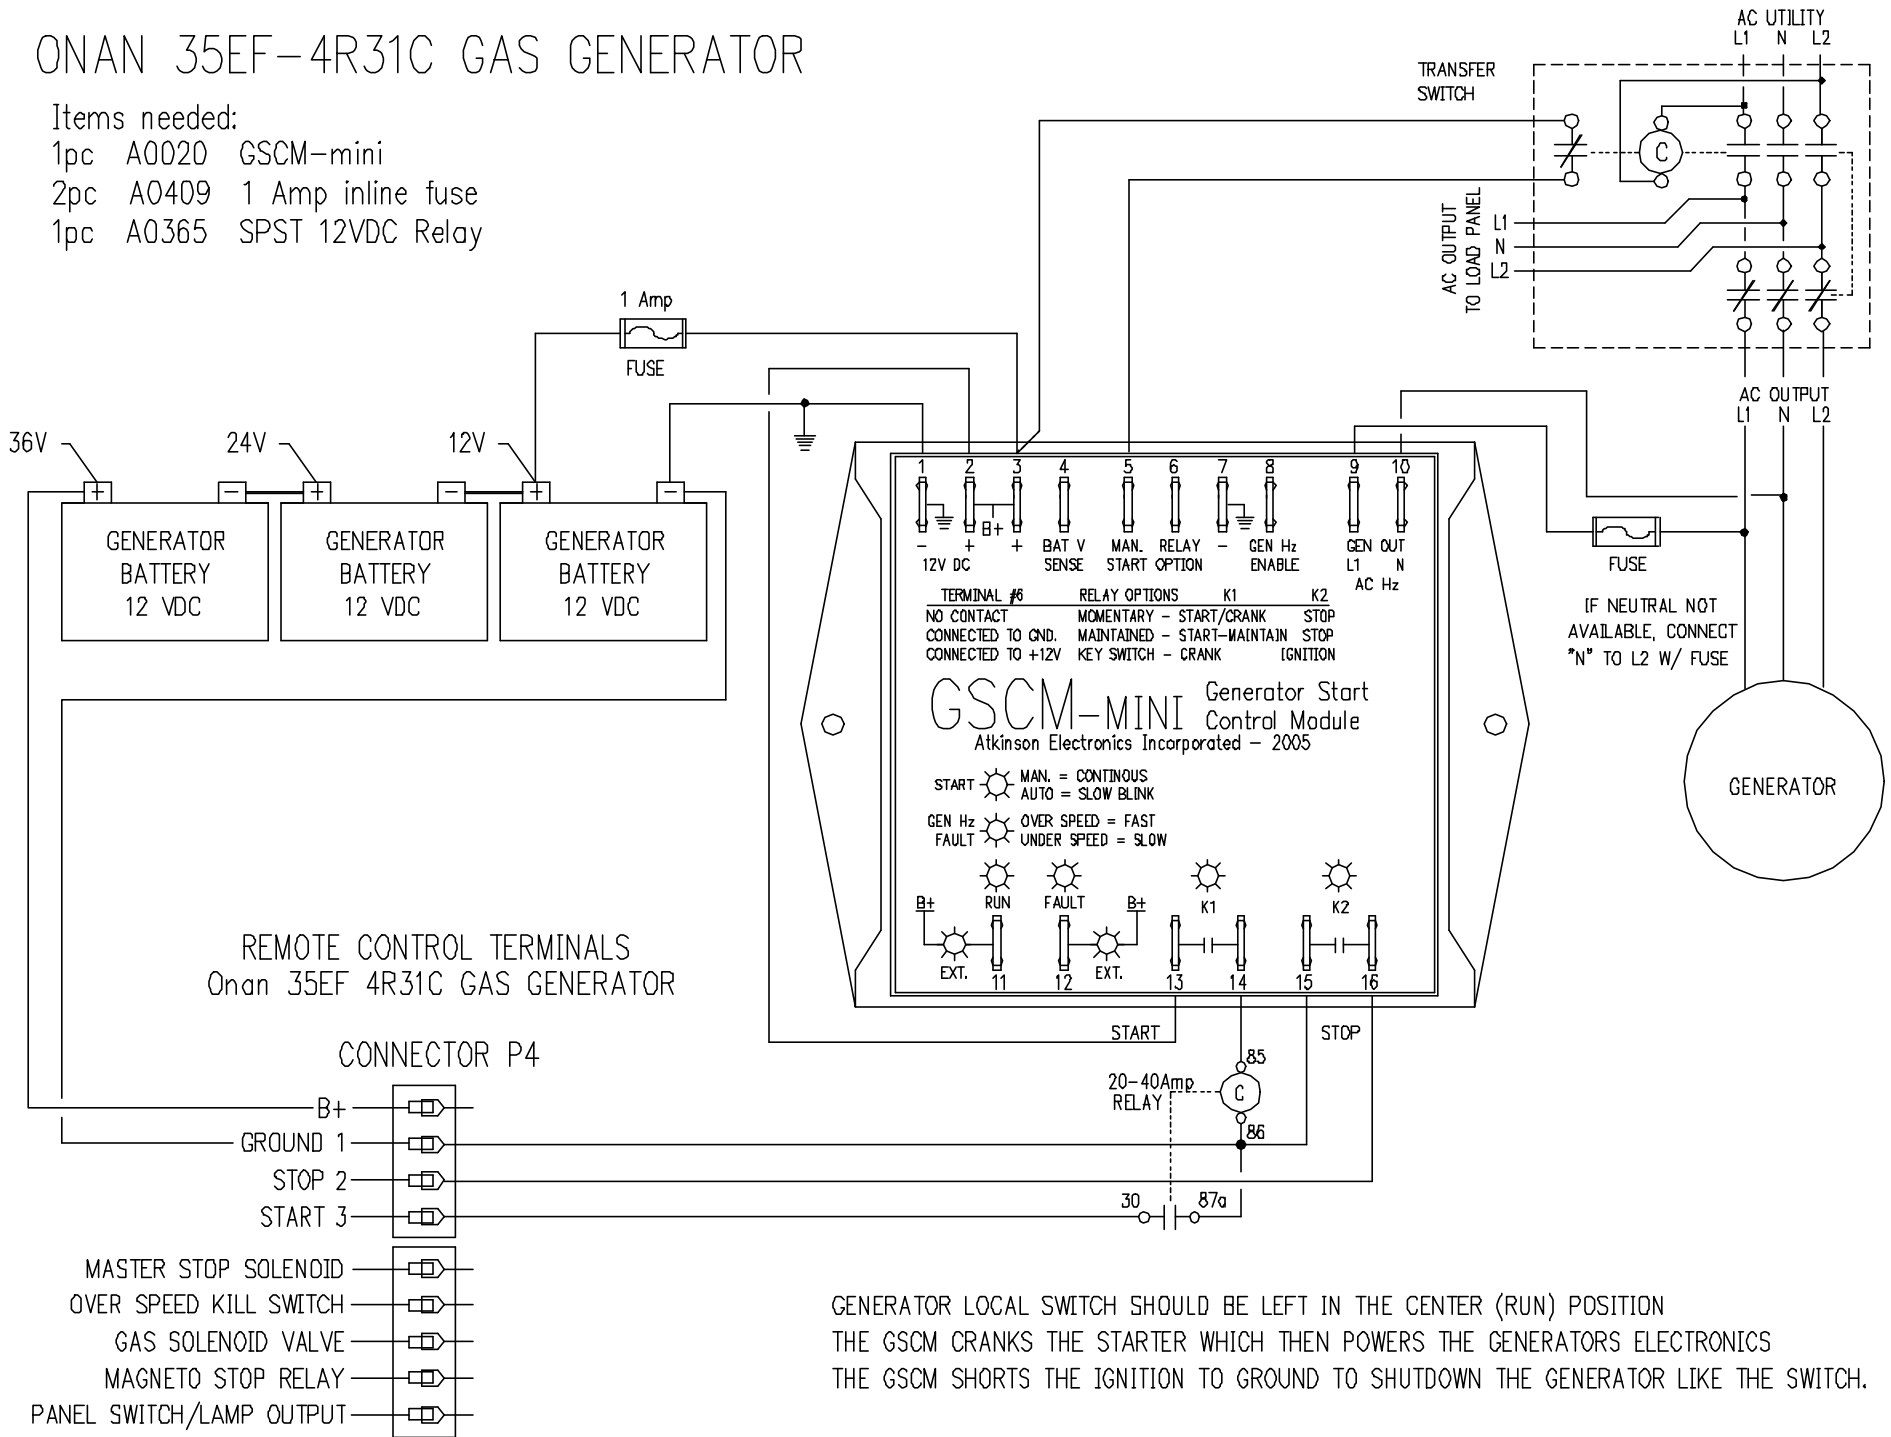 ONAN 35EF-4R31C GAS GENERATOR
Items needed:
1pc A0020 GSCM-mini
2pc A0409 1 Amp inline fuse
1pc A0365 SPST 12VDC Relay
AC UTILITY
L1 N L2
TRANSFER
SWITCH
C
AC OUTPUT
TO LOAD PANEL
L1
N
L2
1 Amp
FUSE
AC OUTPUT
L1 N L2
36V
24V
12V
+ - + - + -
GENERATOR
BATTERY
12 VDC
GENERATOR
BATTERY
12 VDC
GENERATOR
BATTERY
12 VDC
1 2 3 4 5 6 7 8 9 10
B+
- + + BAT V MAN. RELAY - GEN Hz GEN OUT
12V DC SENSE START OPTION ENABLE L1 N
AC Hz
FUSE
IF NEUTRAL NOT
AVAILABLE, CONNECT
"N" TO L2 W/ FUSE
TERMINAL #6 RELAY OPTIONS K1 K2
NO CONTACT MOMENTARY - START/CRANK STOP
CONNECTED TO GND. MAINTAINED - START-MAINTAIN STOP
CONNECTED TO +12V KEY SWITCH - CRANK IGNITION
GSCM-MINI Generator Start
Control Module
Atkinson Electronics Incorporated - 2005
START MAN. = CONTINOUS
AUTO = SLOW BLINK
GEN Hz OVER SPEED = FAST
FAULT UNDER SPEED = SLOW
GENERATOR
B+ RUN FAULT B+ K1 K2
EXT. EXT.
11 12 13 14 15 16
START STOP
REMOTE CONTROL TERMINALS
Onan 35EF 4R31C GAS GENERATOR
CONNECTOR P4
85
20-40Amp
RELAY
C
86
30 87a
B+
GROUND 1
STOP 2
START 3
MASTER STOP SOLENOID
OVER SPEED KILL SWITCH
GAS SOLENOID VALVE
MAGNETO STOP RELAY
PANEL SWITCH/LAMP OUTPUT
GENERATOR LOCAL SWITCH SHOULD BE LEFT IN THE CENTER (RUN) POSITION
THE GSCM CRANKS THE STARTER WHICH THEN POWERS THE GENERATORS ELECTRONICS
THE GSCM SHORTS THE IGNITION TO GROUND TO SHUTDOWN THE GENERATOR LIKE THE SWITCH.